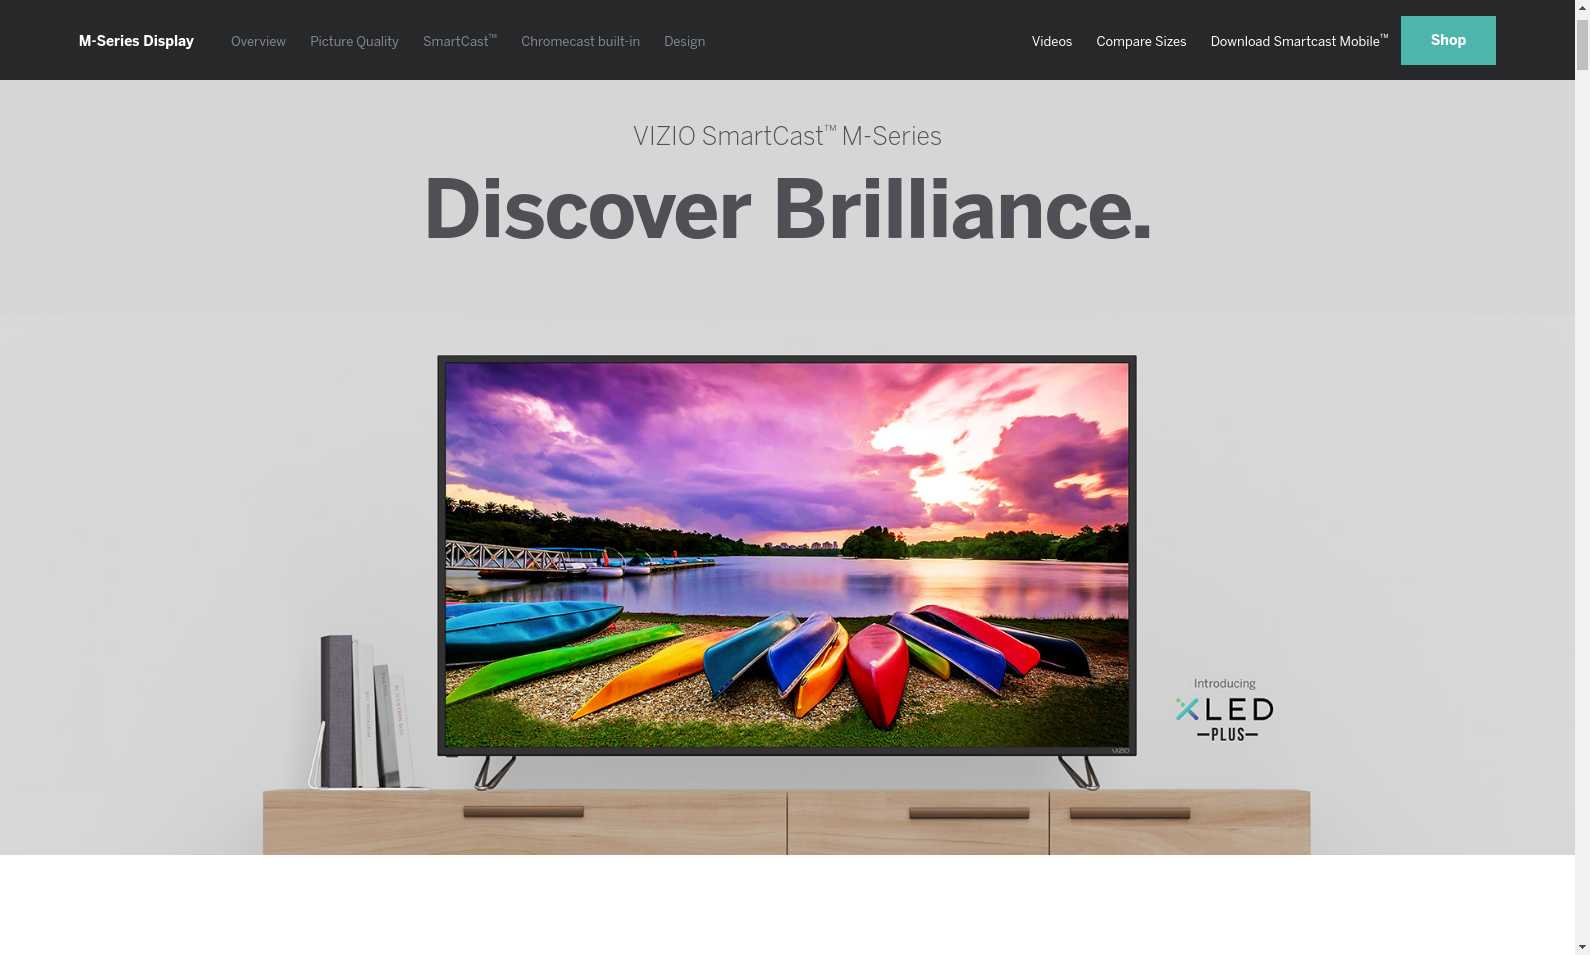 M-Series Display Overview Picture Quality SmartCast™ Chromecast built-in Design Videos Compare Sizes Download Smartcast Mobile™ Shop
VIZIO SmartCast™ M-Series
Discover Brilliance.
Introducing
XLED
PLUS
VIZIO